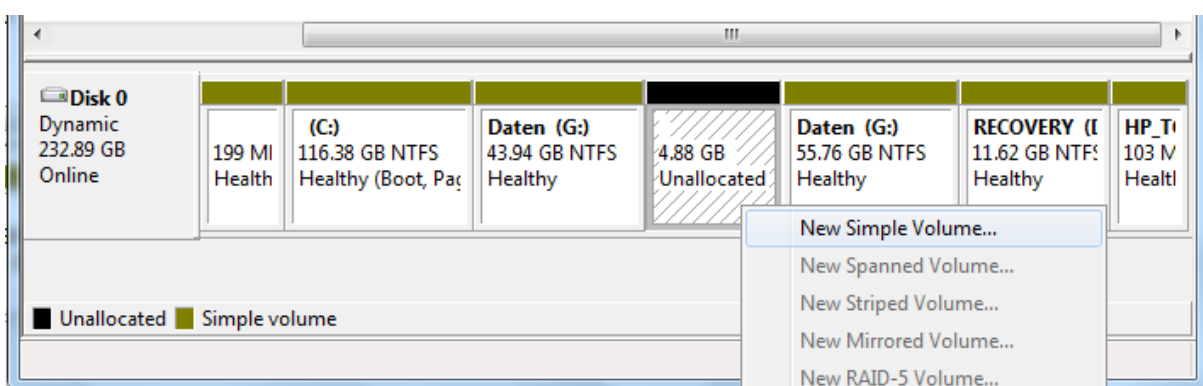 Disk 0
Dynamic
232.89 GB
Online
199 MI
Health
(C:)
116.38 GB NTFS
Healthy (Boot, Pag
Daten (G:)
43.94 GB NTFS
Healthy
4.88 GB
Unallocated
Daten (G:)
55.76 GB NTFS
Healthy
RECOVERY (I
11.62 GB NTFS
Healthy
HP_T
103 M
Healtl
New Simple Volume...
New Spanned Volume...
New Striped Volume...
New Mirrored Volume...
New RAID-5 Volume...
Unallocated Simple volume